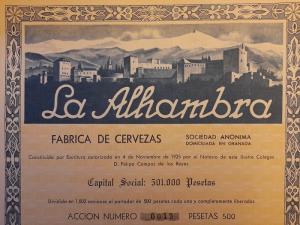 La Alhambra
FABRICA DE CERVEZAS
SOCIEDAD ANONIMA
DOMICILIADA EN GRANADA
Constituida por Escritura autorizada en 4 de Noviembre de 1925 por el Notario de este Ilustre Colegio
D. Felipe Campos de los Reyes
Capital Social: 501.000 Pesetas
Dividido en 1.002 acciones al portador de 500 pesetas cada una y completamente liberadas
ACCION NUMERO 0013 PESETAS 500